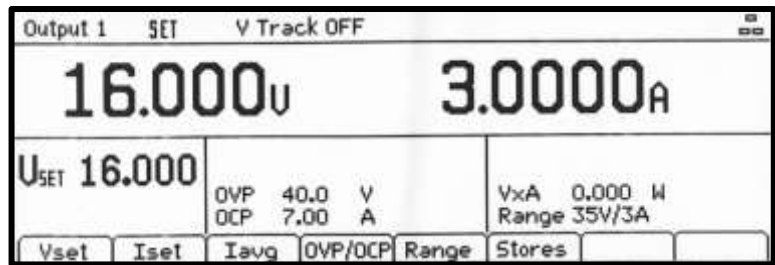 Output 1 SET V Track OFF
16.000V 3.0000A
VSET 16.000
OVP 40.0 V
OCP 7.00 A
VxA 0.000 W
Range 35V/3A
Vset Iset Iavg OVP/OCP Range Stores